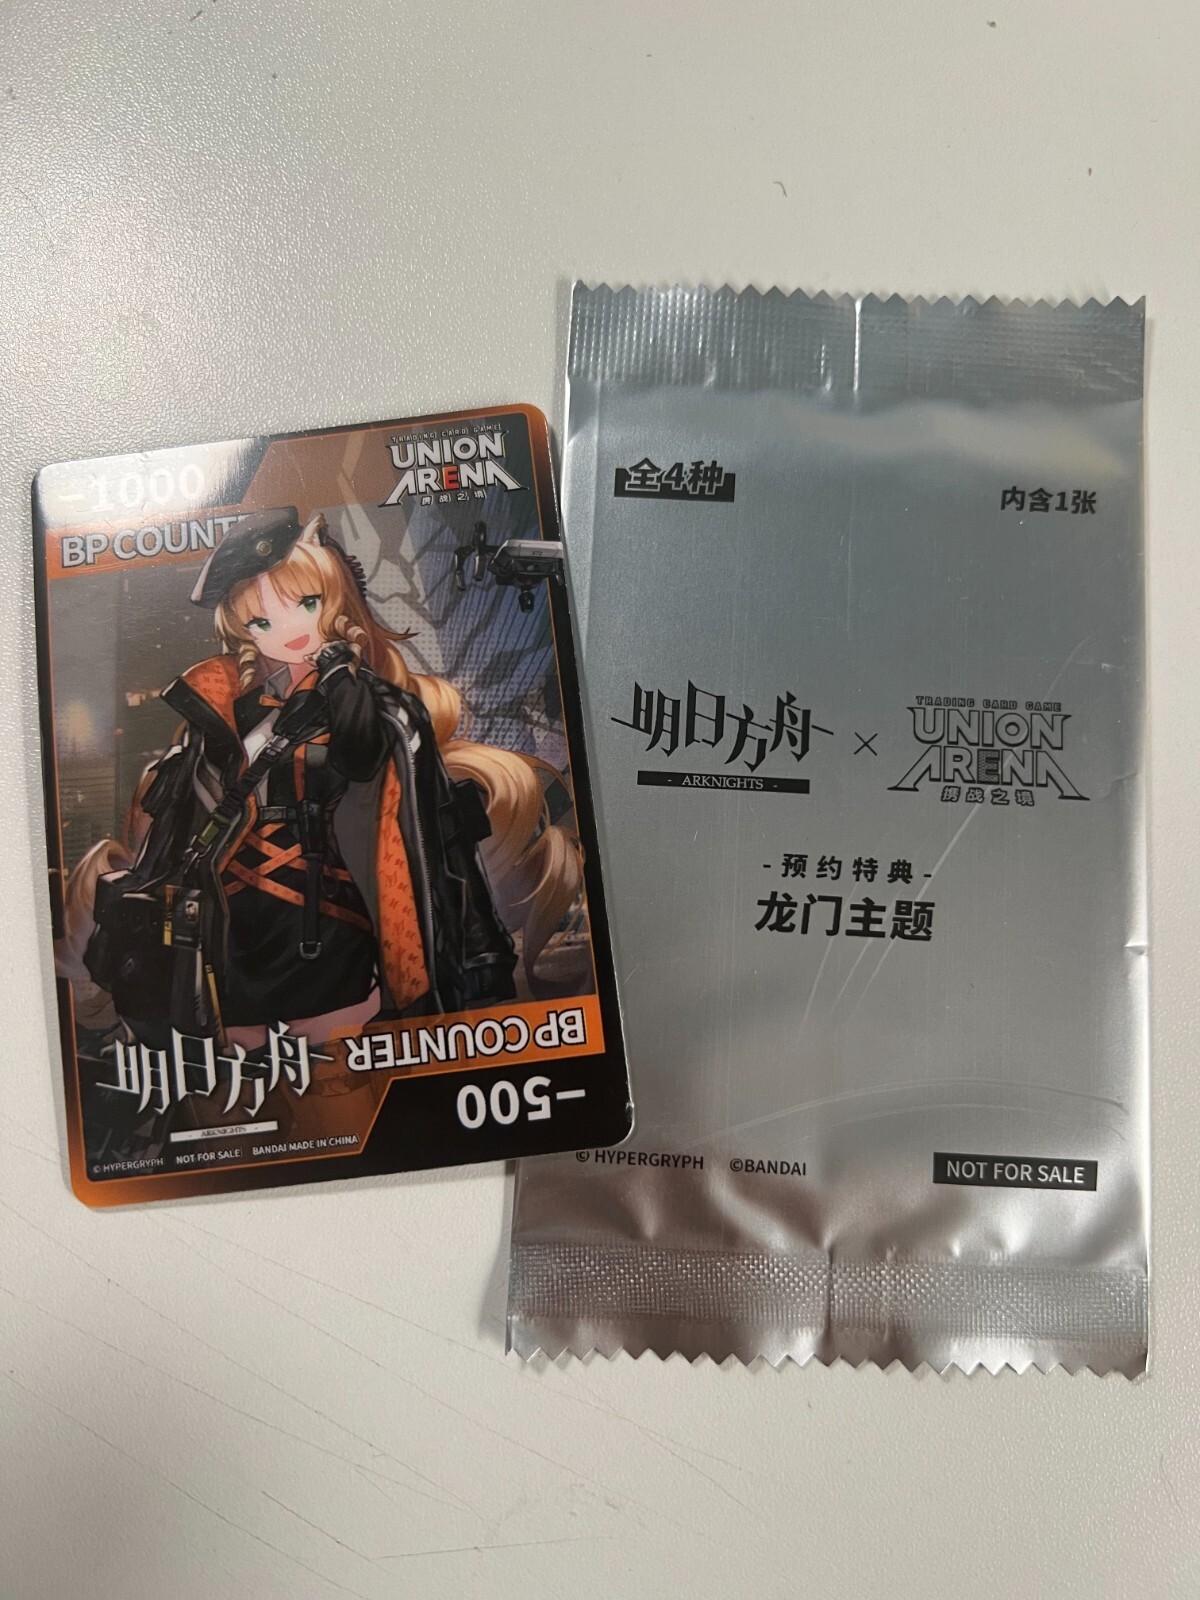 -1000
BP COUNT
TRADING CARD GAME
UNION
ARENA
携战之境
明日方舟
- ARKNIGHTS -
BP COUNTER
-500
© HYPERGRYPH NOT FOR SALE BANDAI MADE IN CHINA
全4种
内含1张
明日方舟
- ARKNIGHTS -
×
TRADING CARD GAME
UNION
ARENA
携战之境
-预约特典-
龙门主题
© HYPERGRYPH ©BANDAI
NOT FOR SALE